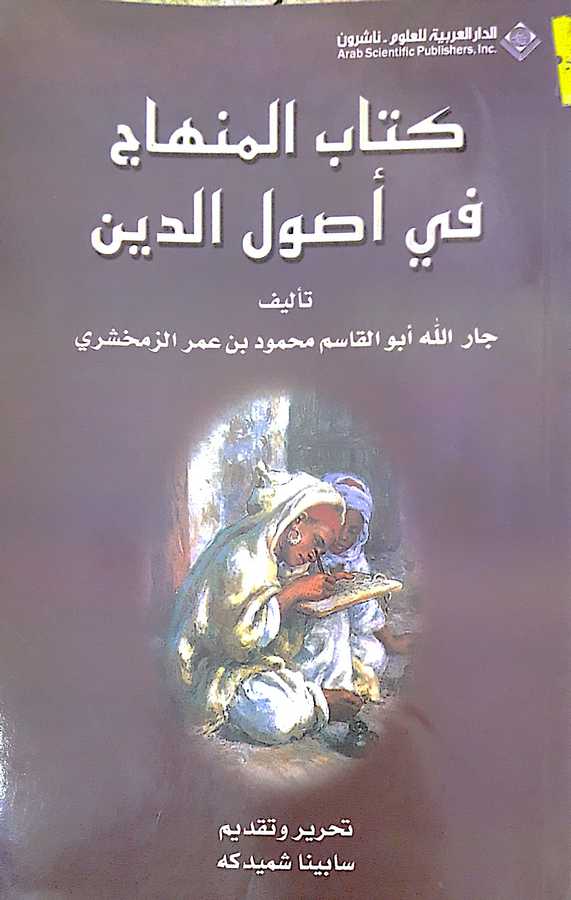 الدار العربية للعلوم - ناشرون
Arab Scientific Publishers, Inc.
كتاب المنهاج
في أصول الدين
تأليف
جار الله أبو القاسم محمود بن عمر الزمخشري
تحرير وتقديم
سابينا شميدكه